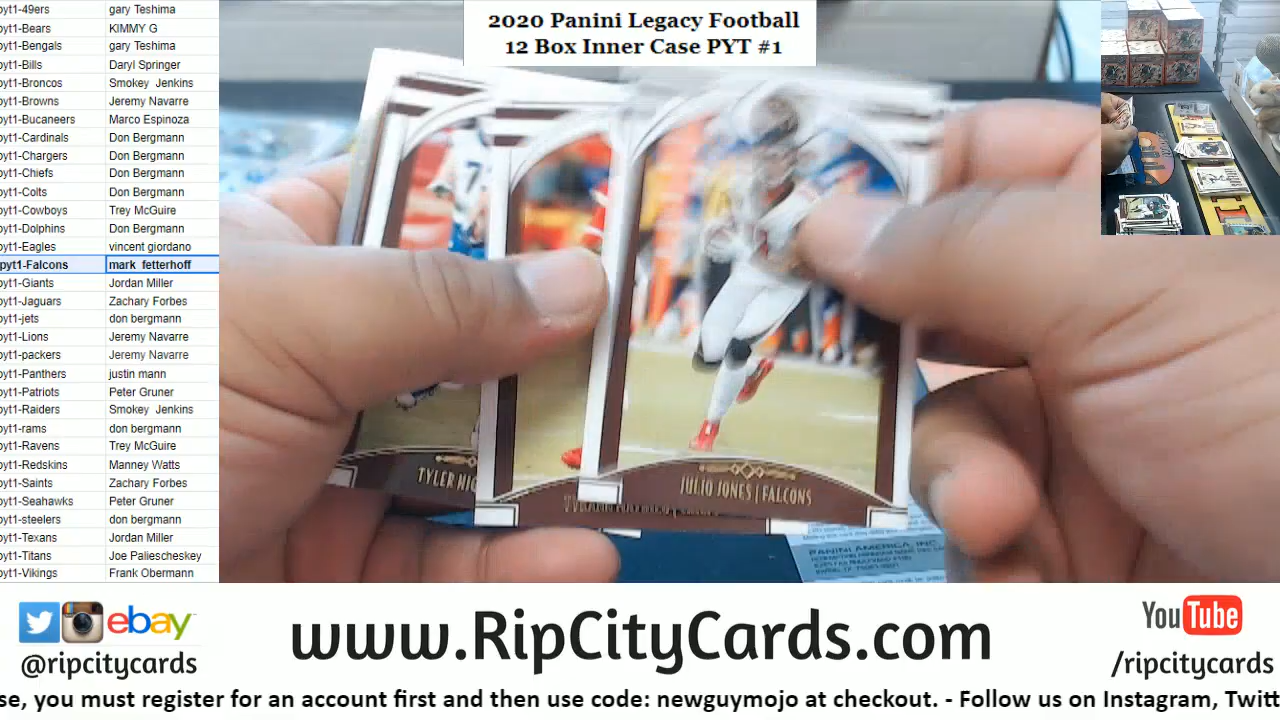 2020 Panini Legacy Football
12 Box Inner Case PYT #1
pyt1-49ers gary Teshima
pyt1-Bears KIMMY G
pyt1-Bengals gary Teshima
pyt1-Bills Daryl Springer
pyt1-Broncos Smokey Jenkins
pyt1-Browns Jeremy Navarre
pyt1-Bucaneers Marco Espinoza
pyt1-Cardinals Don Bergmann
pyt1-Chargers Don Bergmann
pyt1-Chiefs Don Bergmann
pyt1-Colts Don Bergmann
pyt1-Cowboys Trey McGuire
pyt1-Dolphins Don Bergmann
pyt1-Eagles vincent giordano
pyt1-Falcons mark fetterhoff
pyt1-Giants Jordan Miller
pyt1-Jaguars Zachary Forbes
pyt1-jets don bergmann
pyt1-Lions Jeremy Navarre
pyt1-packers Jeremy Navarre
pyt1-Panthers justin mann
pyt1-Patriots Peter Gruner
pyt1-Raiders Smokey Jenkins
pyt1-rams don bergmann
pyt1-Ravens Trey McGuire
pyt1-Redskins Manney Watts
pyt1-Saints Zachary Forbes
pyt1-Seahawks Peter Gruner
pyt1-steelers don bergmann
pyt1-Texans Jordan Miller
pyt1-Titans Joe Paliescheskey
pyt1-Vikings Frank Obermann
TYLER
JULIO JONES | FALCONS
PANINI AMERICA, INC
ebay
@ripcitycards
www.RipCityCards.com
YouTube
/ripcitycards
se, you must register for an account first and then use code: newguymojo at checkout. - Follow us on Instagram, Twitt